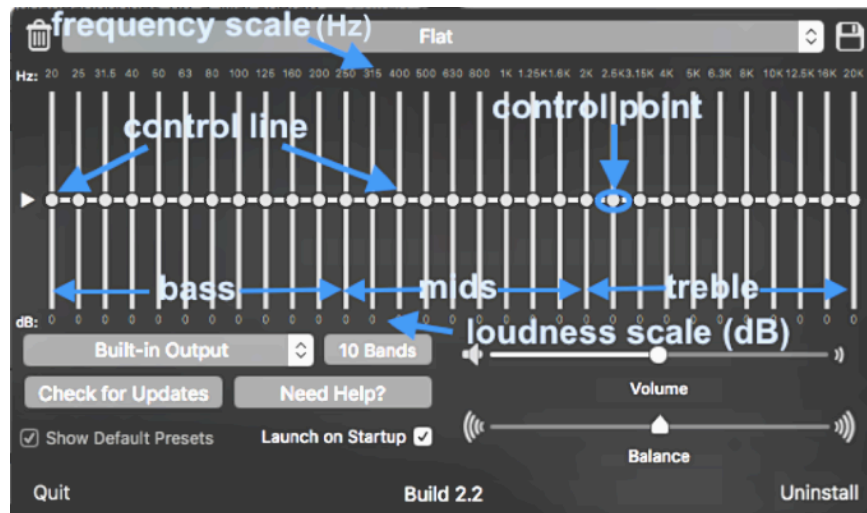 frequency scale (Hz)
Flat
Hz: 20 25 31.5 40 50 63 80 100 125 160 200 250 315 400 500 630 800 1K 1.25K 1.6K 2K 2.5K 3.15K 4K 5K 6.3K 8K 10K 12.5K 16K 20K
control line
control point
bass
mids
treble
dB: 0 0 0 0 0 0 0 0 0 0 0 0 0 0 0 0 0 0 0 0 0 0 0 0 0 0 0 0 0 0 0
loudness scale (dB)
Built-in Output
10 Bands
Volume
Check for Updates
Need Help?
Show Default Presets
Launch on Startup
Balance
Quit
Build 2.2
Uninstall